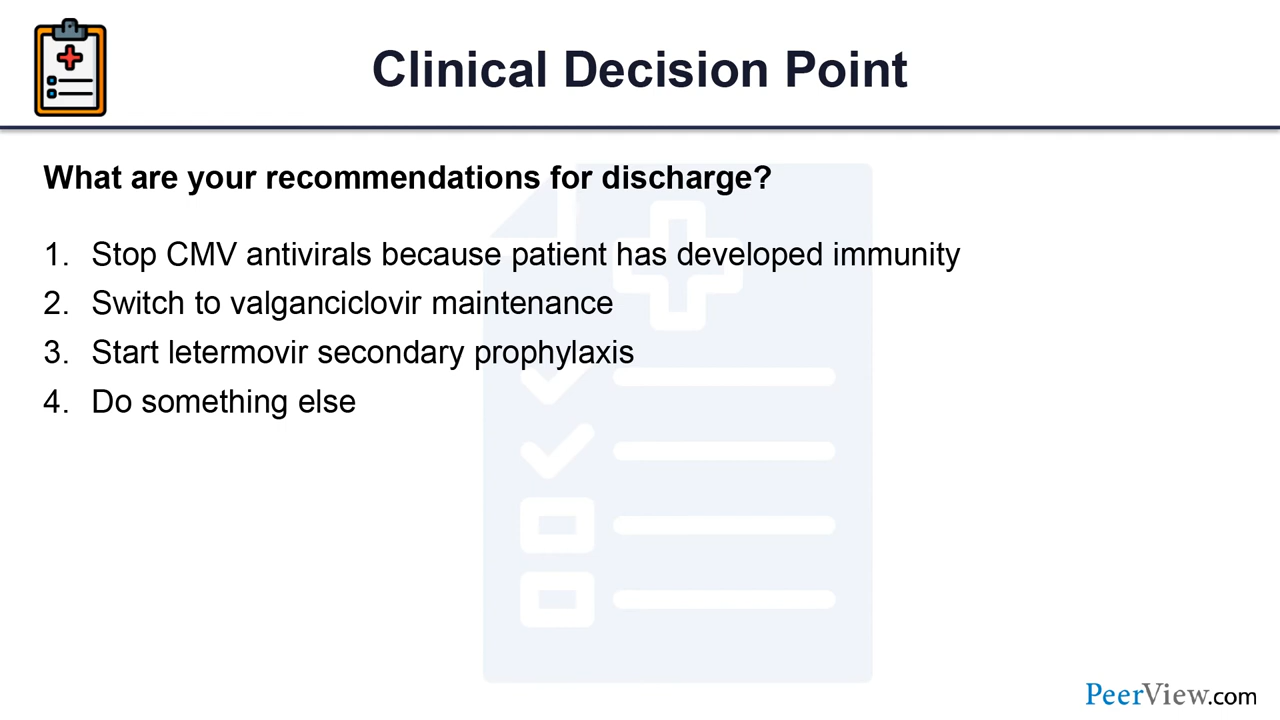 Clinical Decision Point
What are your recommendations for discharge?
1. Stop CMV antivirals because patient has developed immunity
2. Switch to valganciclovir maintenance
3. Start letermovir secondary prophylaxis
4. Do something else
PeerView.com